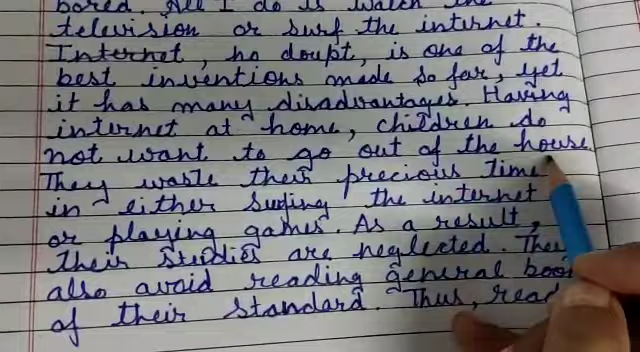 bored. All I do is watch the
television or surf the internet.
Internet, no doubt, is one of the
best inventions made so far, yet
it has many disadvantages. Having
internet at home, children do
not want to go out of the house.
They waste their precious time
in either surfing the internet
or playing games. As a result,
their studies are neglected. They
also avoid reading general book
of their standard. Thus, read